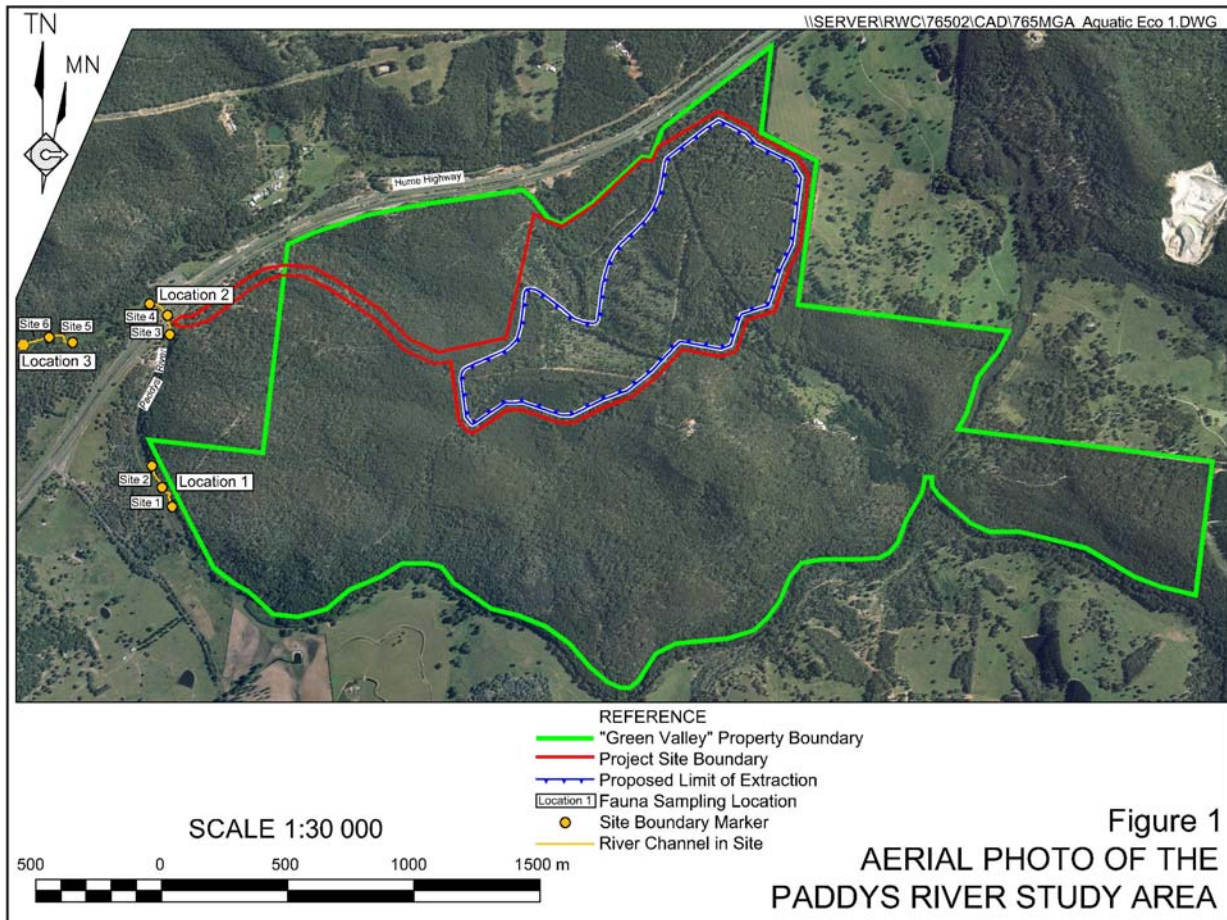 TN
MN
\\SERVER\RWC\76502\CAD\765MGA_Aquatic Eco 1.DWG
Hume Highway
Location 2
Site 4
Site 3
Site 6
Site 5
Location 3
Paddys River
Site 2
Location 1
Site 1
REFERENCE
"Green Valley" Property Boundary
Project Site Boundary
Proposed Limit of Extraction
Location 1 Fauna Sampling Location
Site Boundary Marker
River Channel in Site
SCALE 1:30 000
500 0 500 1000 1500 m
Figure 1
AERIAL PHOTO OF THE
PADDYS RIVER STUDY AREA